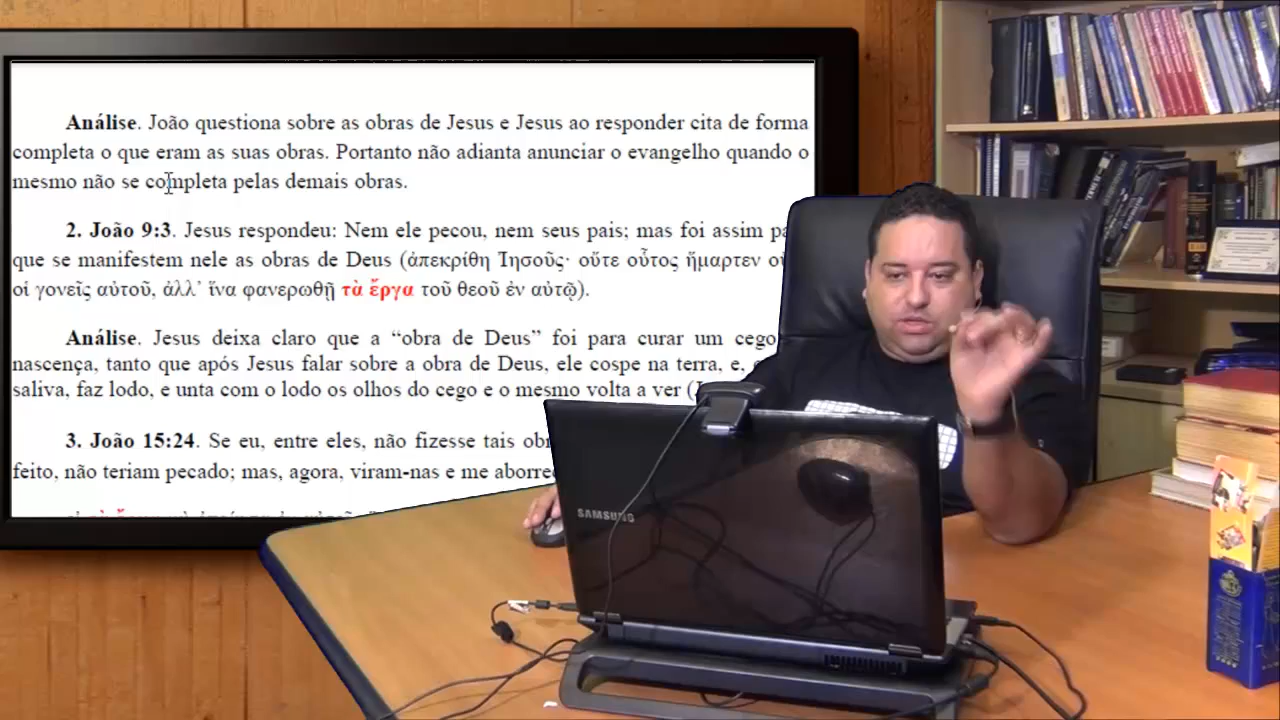 Análise. João questiona sobre as obras de Jesus e Jesus ao responder cita de forma
completa o que eram as suas obras. Portanto não adianta anunciar o evangelho quando o
mesmo não se completa pelas demais obras.
2. João 9:3. Jesus respondeu: Nem ele pecou, nem seus pais; mas foi assim
que se manifestem nele as obras de Deus (ἀπεκρίθη Ἰησοῦς· οὔτε οὗτος ἥμαρτεν
οἱ γονεῖς αὐτοῦ, ἀλλ’ ἵνα φανερωθῇ τὰ ἔργα τοῦ θεοῦ ἐν αὐτῷ).
Análise. Jesus deixa claro que a “obra de Deus” foi para curar um cego
nascença, tanto que após Jesus falar sobre a obra de Deus, ele cospe na terra, e,
saliva, faz lodo, e unta com o lodo os olhos do cego e o mesmo volta a ver
3. João 15:24. Se eu, entre eles, não fizesse tais
feito, não teriam pecado; mas, agora, viram-nas e me
SAMSUNG